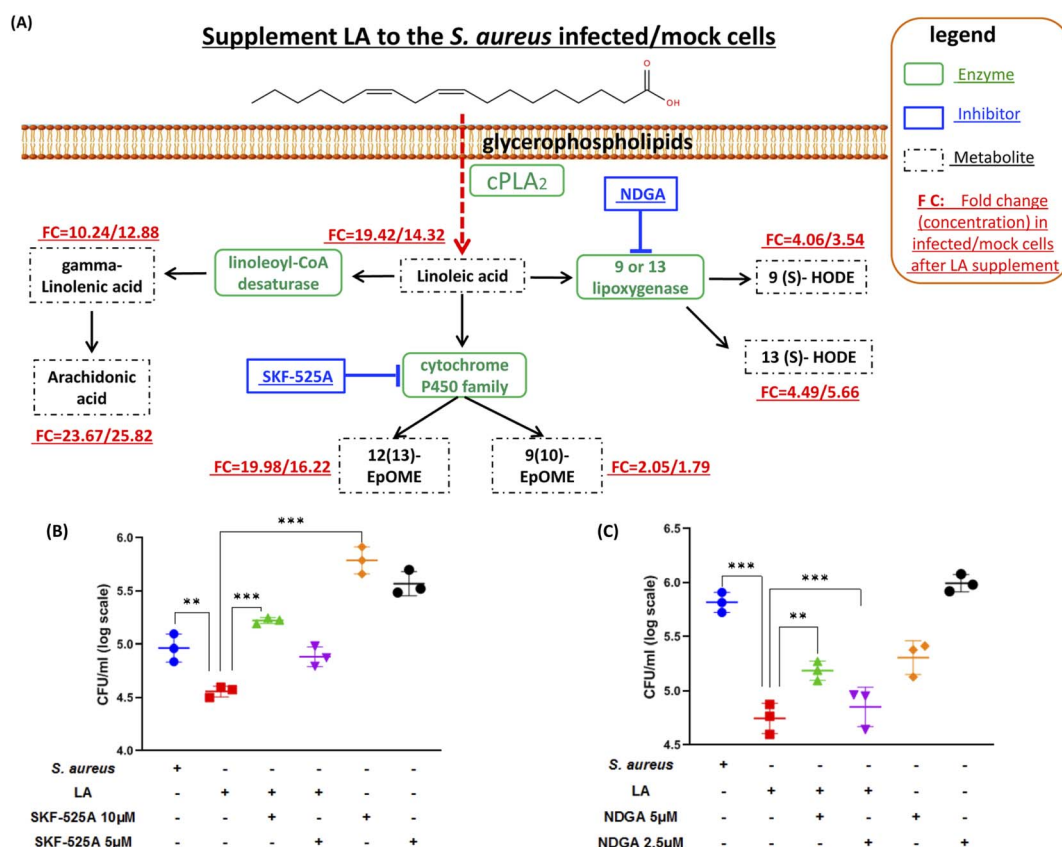 (A)
Supplement LA to the S. aureus infected/mock cells
O
OH
glycerophospholipids
cPLA2
NDGA
FC=10.24/12.88
FC=19.42/14.32
FC=4.06/3.54
gamma-
Linolenic acid
linoleoyl-CoA
desaturase
Linoleic acid
9 or 13
lipoxygenase
9 (S)- HODE
Arachidonic
acid
SKF-525A
cytochrome
P450 family
13 (S)- HODE
FC=4.49/5.66
FC=23.67/25.82
FC=19.98/16.22
12(13)-
EpOME
9(10)-
EpOME
FC=2.05/1.79
legend
Enzyme
Inhibitor
Metabolite
F C: Fold change
(concentration) in
infected/mock cells
after LA supplement
(B)
CFU/ml (log scale)
6.0
5.5
5.0
4.5
4.0
**
***
***
S. aureus + - - - - -
LA - + + + - -
SKF-525A 10μM - - + - + -
SKF-525A 5μM - - - + - +
(C)
CFU/ml (log scale)
6.5
6.0
5.5
5.0
4.5
***
**
***
S. aureus + - - - - -
LA - + + + - -
NDGA 5μM - - + - + -
NDGA 2.5μM - - - + - +